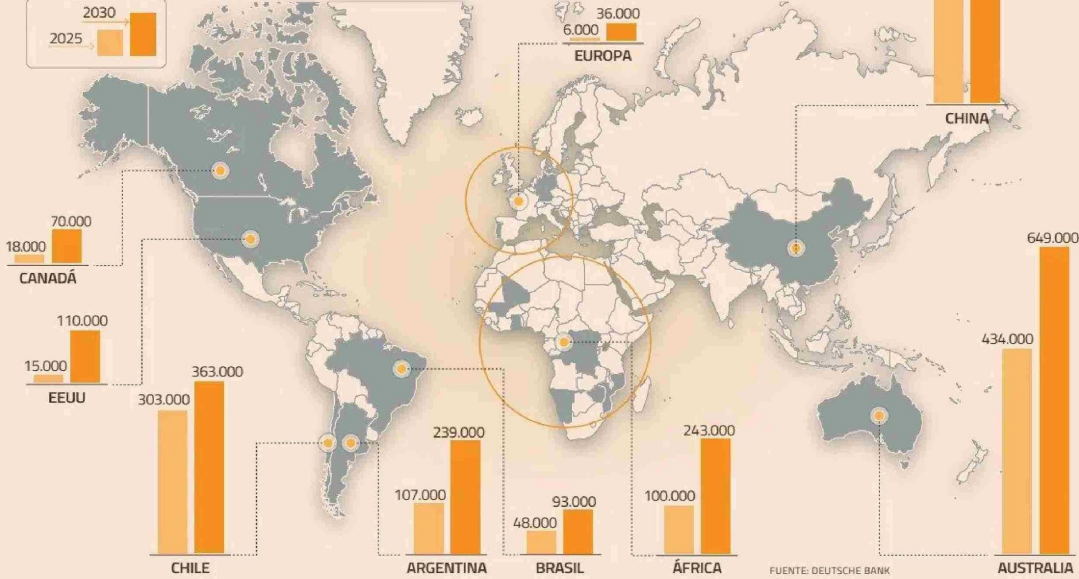 2030
2025
6.000
36.000
EUROPA
CHINA
18.000
70.000
CANADÁ
15.000
110.000
EEUU
303.000
363.000
CHILE
107.000
239.000
ARGENTINA
48.000
93.000
BRASIL
100.000
243.000
ÁFRICA
434.000
649.000
AUSTRALIA
FUENTE: DEUTSCHE BANK